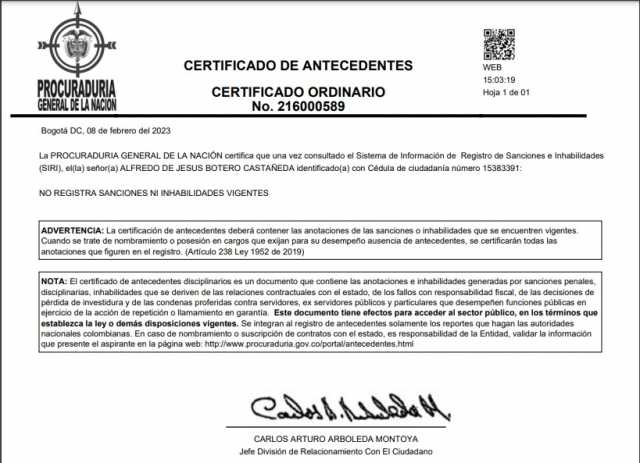 PROCURADURIA
GENERAL DE LA NACION
CERTIFICADO DE ANTECEDENTES
CERTIFICADO ORDINARIO
No. 216000589
WEB
15:03:19
Hoja 1 de 01
Bogotá DC, 08 de febrero del 2023
La PROCURADURIA GENERAL DE LA NACIÓN certifica que una vez consultado el Sistema de Información de Registro de Sanciones e Inhabilidades
(SIRI), el(la) señor(a) ALFREDO DE JESUS BOTERO CASTAÑEDA identificado(a) con Cédula de ciudadanía número 15383391:
NO REGISTRA SANCIONES NI INHABILIDADES VIGENTES
ADVERTENCIA: La certificación de antecedentes deberá contener las anotaciones de las sanciones o inhabilidades que se encuentren vigentes.
Cuando se trate de nombramiento o posesión en cargos que exijan para su desempeño ausencia de antecedentes, se certificarán todas las
anotaciones que figuren en el registro. (Artículo 238 Ley 1952 de 2019)
NOTA: El certificado de antecedentes disciplinarios es un documento que contiene las anotaciones e inhabilidades generadas por sanciones penales,
disciplinarias, inhabilidades que se deriven de las relaciones contractuales con el estado, de los fallos con responsabilidad fiscal, de las decisiones de
pérdida de investidura y de las condenas proferidas contra servidores, ex servidores públicos y particulares que desempeñen funciones públicas en
ejercicio de la acción de repetición o llamamiento en garantía. Este documento tiene efectos para acceder al sector público, en los términos que
establezca la ley o demás disposiciones vigentes. Se integran al registro de antecedentes solamente los reportes que hagan las autoridades
nacionales colombianas. En caso de nombramiento o suscripción de contratos con el estado, es responsabilidad de la Entidad, validar la información
que presente el aspirante en la página web: http://www.procuraduria.gov.co/portal/antecedentes.html
Carlos A. Arboleda M.
CARLOS ARTURO ARBOLEDA MONTOYA
Jefe División de Relacionamiento Con El Ciudadano